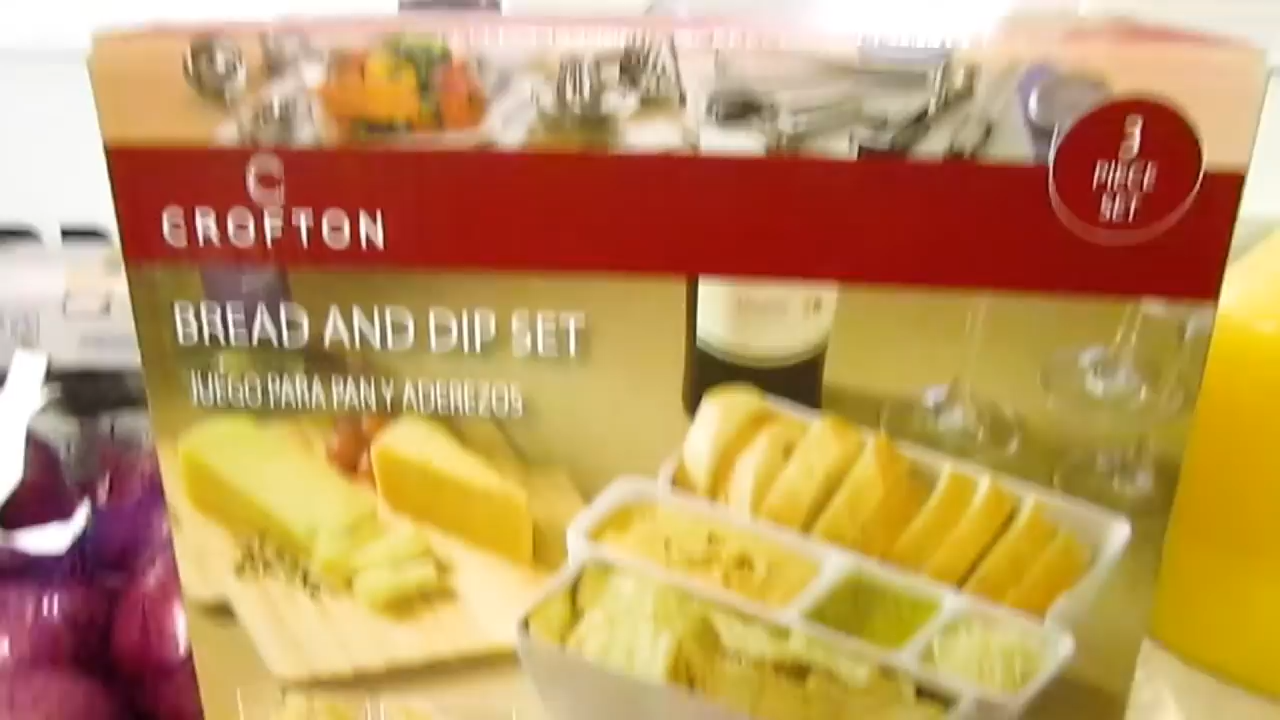 CROFTON
3
PIECE
SET
BREAD AND DIP SET
JUEGO PARA PAN Y ADEREZOS